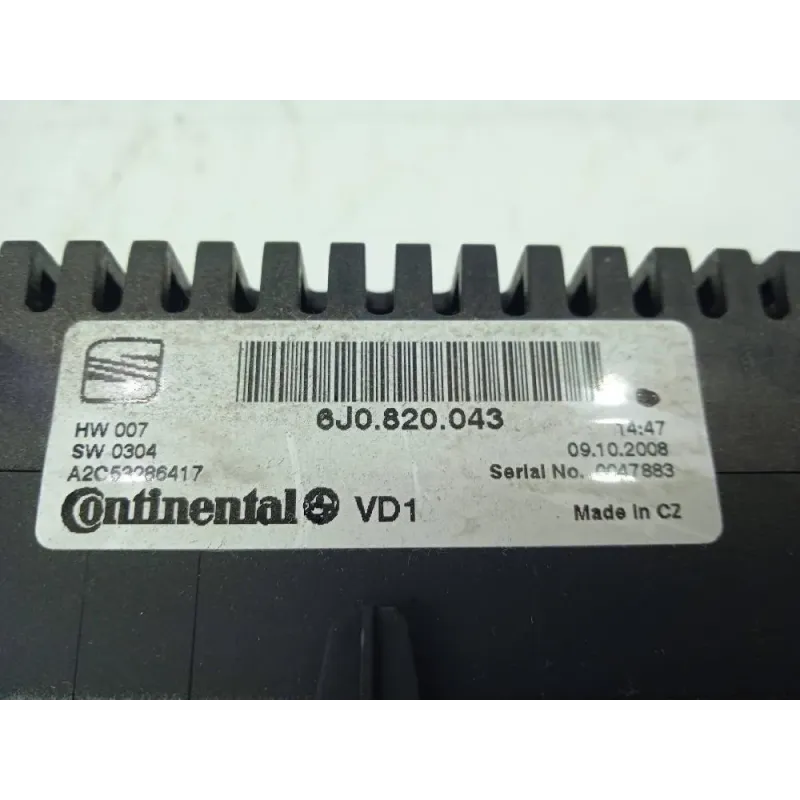 6J0.820.043
HW 007
14:47
SW 0304
09.10.2008
A2C53286417
Serial No. 0047883
Continental VD1
Made in CZ